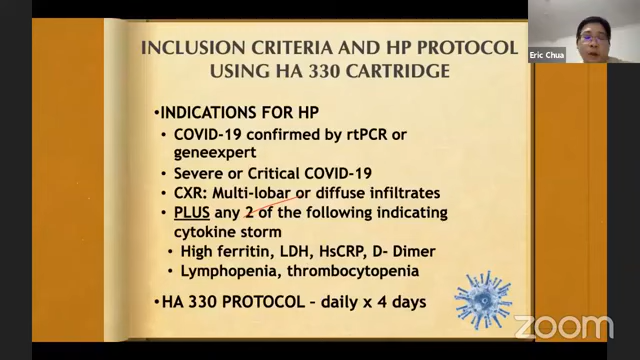 INCLUSION CRITERIA AND HP PROTOCOL
USING HA 330 CARTRIDGE
Eric Chua
•INDICATIONS FOR HP
• COVID-19 confirmed by rtPCR or
geneexpert
• Severe or Critical COVID-19
• CXR: Multi-lobar or diffuse infiltrates
• PLUS any 2 of the following indicating
cytokine storm
• High ferritin, LDH, HsCRP, D- Dimer
• Lymphopenia, thrombocytopenia
•HA 330 PROTOCOL – daily x 4 days
zoom